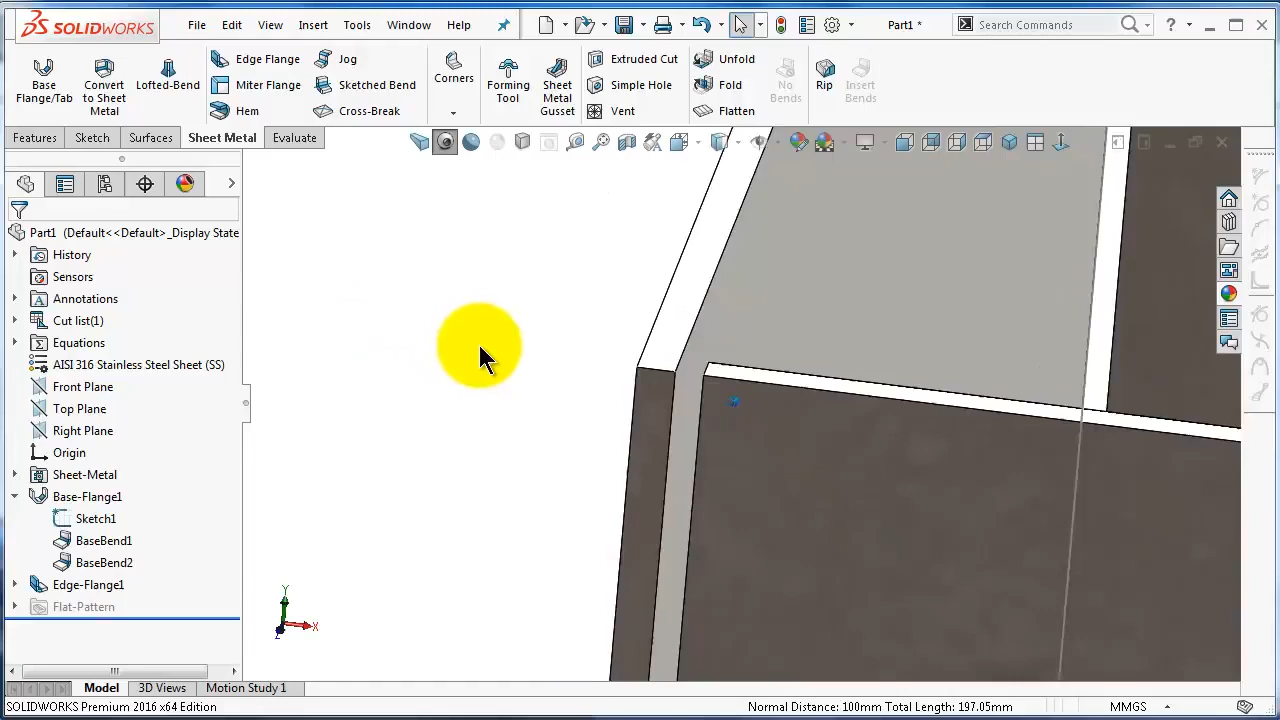 SOLIDWORKS
File Edit View Insert Tools Window Help
Part1 *
Search Commands
Base Flange/Tab
Convert to Sheet Metal
Lofted-Bend
Edge Flange
Miter Flange
Hem
Jog
Sketched Bend
Cross-Break
Corners
Forming Tool
Sheet Metal Gusset
Extruded Cut
Simple Hole
Vent
Unfold
Fold
Flatten
No Bends
Rip
Insert Bends
Features Sketch Surfaces Sheet Metal Evaluate
Part1 (Default<<Default>_Display State
History
Sensors
Annotations
Cut list(1)
Equations
AISI 316 Stainless Steel Sheet (SS)
Front Plane
Top Plane
Right Plane
Origin
Sheet-Metal
Base-Flange1
Sketch1
BaseBend1
BaseBend2
Edge-Flange1
Flat-Pattern
Y
X
Z
Model 3D Views Motion Study 1
SOLIDWORKS Premium 2016 x64 Edition
Normal Distance: 100mm Total Length: 197.05mm
MMGS